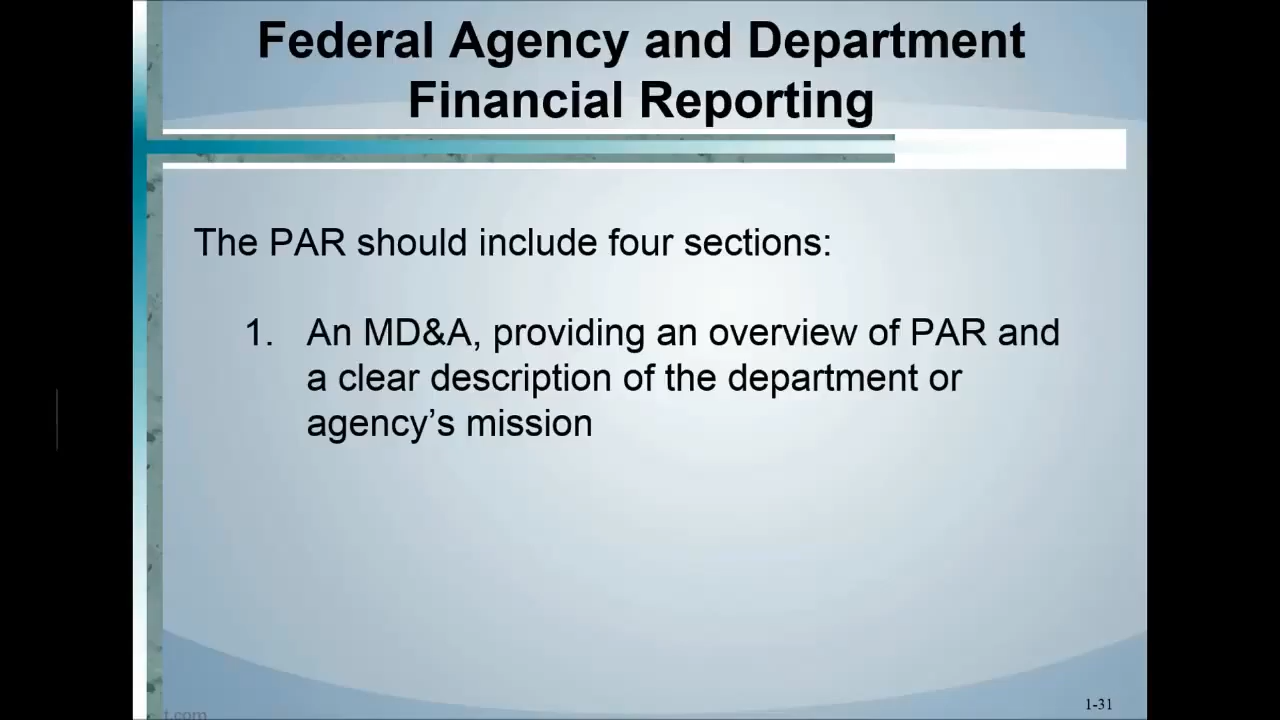 Federal Agency and Department
Financial Reporting
The PAR should include four sections:
1. An MD&A, providing an overview of PAR and
a clear description of the department or
agency’s mission
t.com
1-31